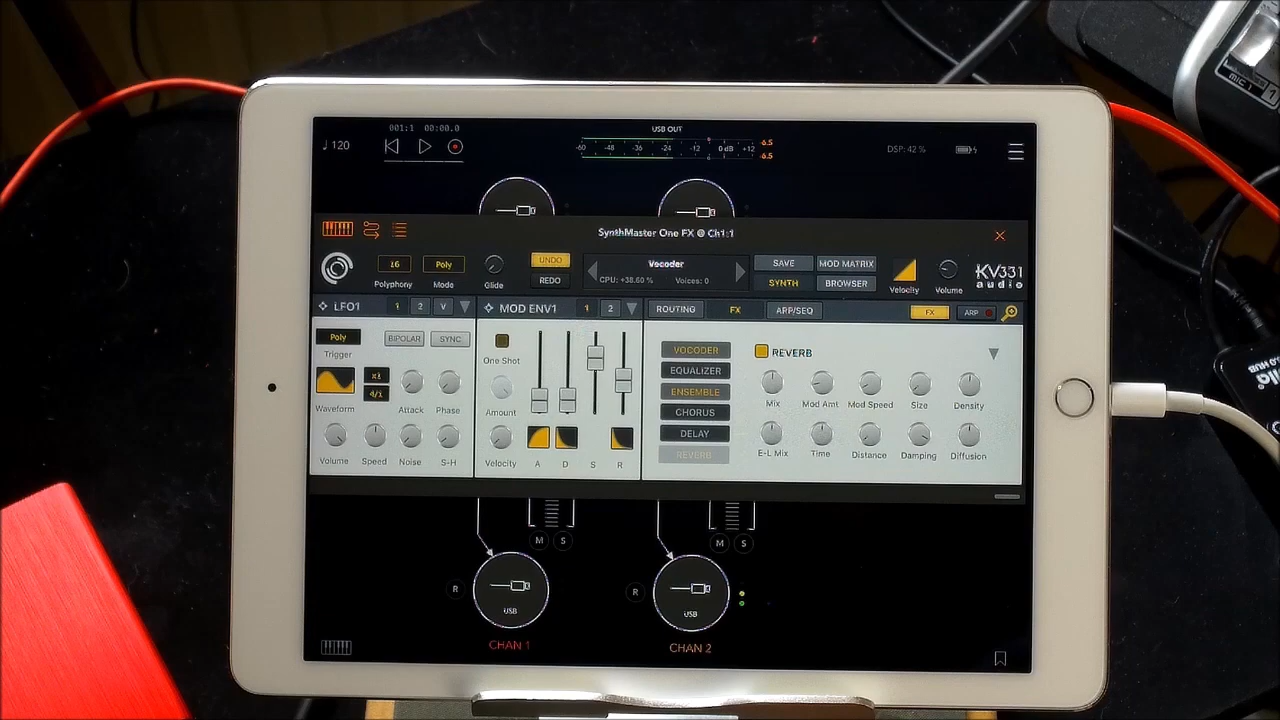 ♩ 120
001:1 00:00.0
USB OUT
-60 -48 -36 -24 -12 0 dB +12
-6.5
-6.5
DSP: 42 %
SynthMaster One FX @ Ch1:1
16
Polyphony
Poly
Mode
Glide
UNDO
REDO
Vocoder
CPU: +38.60 % Voices: 0
SAVE
MOD MATRIX
SYNTH
BROWSER
Velocity
Volume
KV331
audio
LFO1 1 2 V
MOD ENV1 1 2
ROUTING FX ARP/SEQ
FX ARP
Poly
Trigger
BIPOLAR SYNC
Waveform
x1
4/1
Attack Phase
Volume Speed Noise S-H
One Shot
Amount
Velocity A D S R
VOCODER
EQUALIZER
ENSEMBLE
CHORUS
DELAY
REVERB
REVERB
Mix Mod Amt Mod Speed Size Density
E-L Mix Time Distance Damping Diffusion
M S
M S
R
USB
CHAN 1
R
USB
CHAN 2
MIC 1